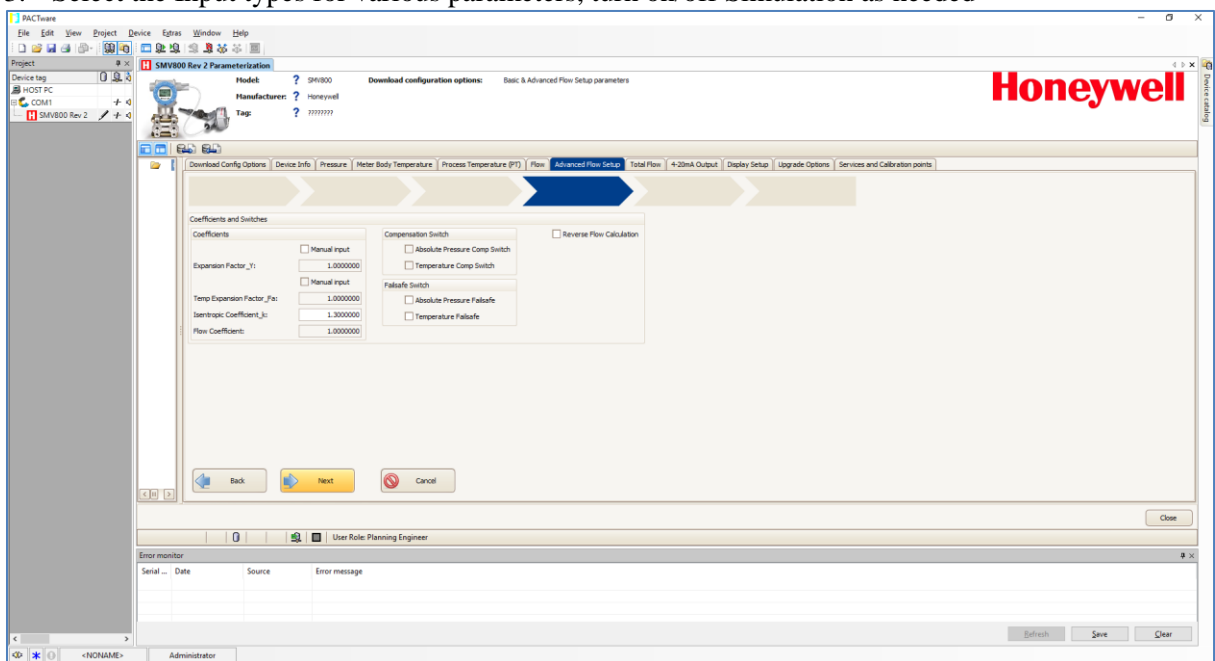 Select the Input types for various parameters, turn on/off Simulation as needed
PACTware
File Edit View Project Device Extras Window Help
Project
SMV800 Rev 2 Parameterization
Device tag
HOST PC
COM1
SMV800 Rev 2
Model: ? SMV800 Download configuration options: Basic & Advanced Flow Setup parameters
Manufacturer: ? Honeywell
Tag: ? ????????
Honeywell
Device catalog
Download Config Options Device Info Pressure Meter Body Temperature Process Temperature (PT) Flow Advanced Flow Setup Total Flow 4-20mA Output Display Setup Upgrade Options Services and Calibration points
Coefficients and Switches
Coefficients
Manual input
Expansion Factor_Y: 1.0000000
Manual input
Temp Expansion Factor_Fa: 1.0000000
Isentropic Coefficient_k: 1.3000000
Flow Coefficient: 1.0000000
Compensation Switch
Absolute Pressure Comp Switch
Temperature Comp Switch
Failsafe Switch
Absolute Pressure Failsafe
Temperature Failsafe
Reverse Flow Calculation
Back Next Cancel
Close
User Role: Planning Engineer
Error monitor
Serial ... Date Source Error message
Refresh Save Clear
<NONAME> Administrator